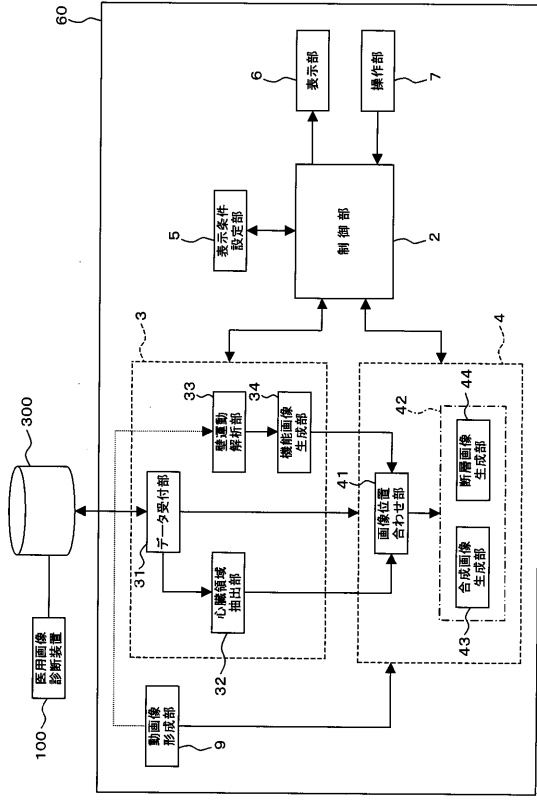 100
医用画像
診断装置
300
60
動画像
形成部
9
3
31
データ受付部
32
心臓領域
抽出部
33
壁運動
解析部
34
機能画像
生成部
4
41
画像位置
合わせ部
42
43
合成画像
生成部
44
断層画像
生成部
5
表示条件
設定部
制御部
2
6
表示部
操作部
7